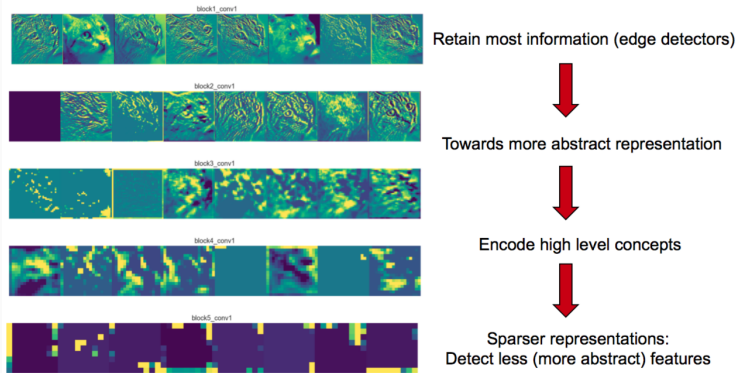 block1_conv1
Retain most information (edge detectors)
block2_conv1
Towards more abstract representation
block3_conv1
block4_conv1
Encode high level concepts
block5_conv1
Sparser representations:
Detect less (more abstract) features